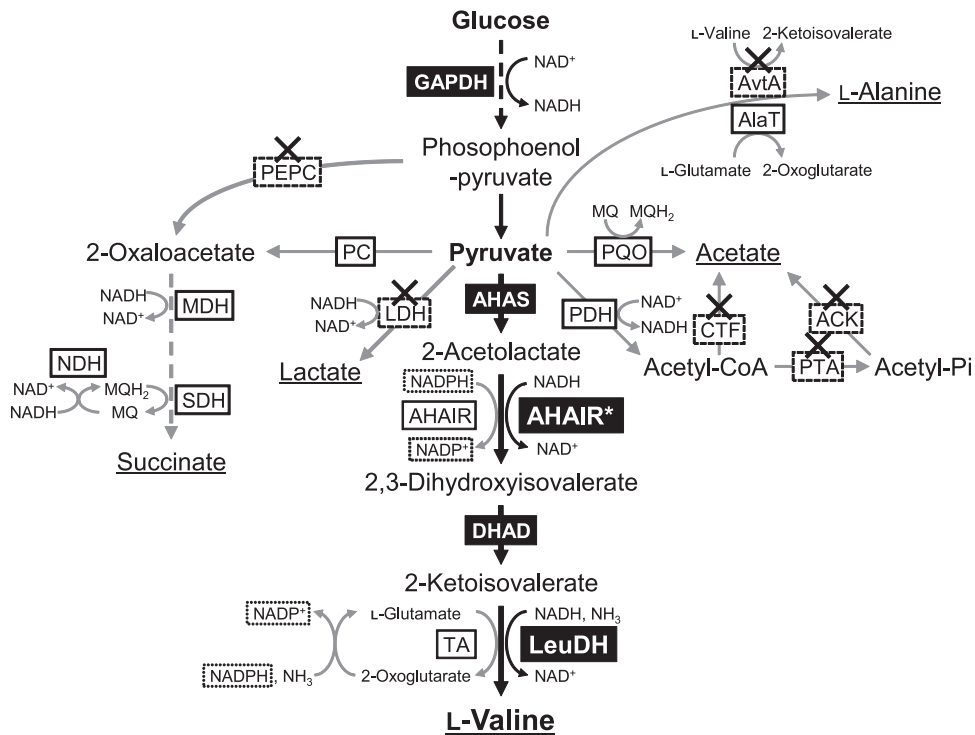 Glucose
GAPDH
NAD+
NADH
Phosophoenol
-pyruvate
L-Valine 2-Ketoisovalerate
AvtA
AlaT
L-Glutamate 2-Oxoglutarate
L-Alanine
PEPC
2-Oxaloacetate
PC
Pyruvate
MQ MQH2
PQO
Acetate
NADH
NAD+
MDH
NADH
NAD+
LDH
AHAS
PDH
NAD+
NADH
CTF
ACK
Lactate
2-Acetolactate
Acetyl-CoA
PTA
Acetyl-Pi
NDH
NAD+
NADH
MQH2
MQ
SDH
Succinate
NADPH
AHAIR
NADP+
NADH
AHAIR*
NAD+
2,3-Dihydroxyisovalerate
DHAD
2-Ketoisovalerate
NADP+
NADPH, NH3
L-Glutamate
TA
2-Oxoglutarate
NADH, NH3
LeuDH
NAD+
L-Valine